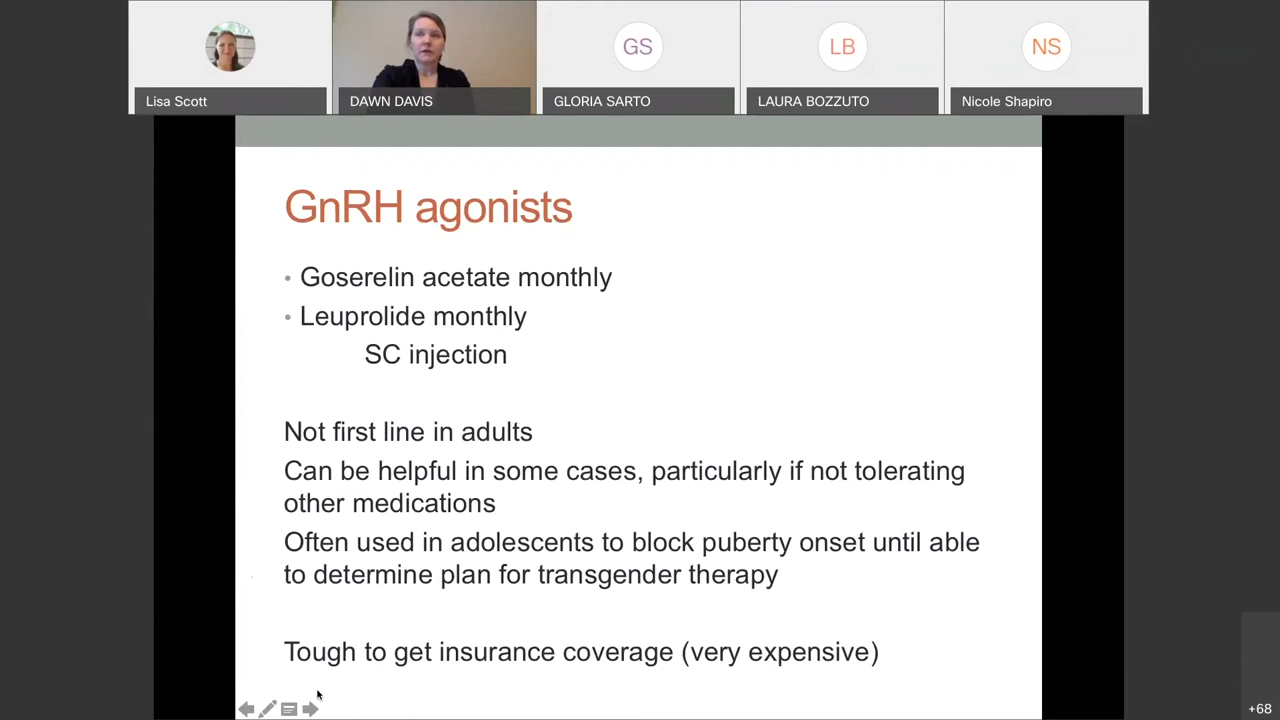 GS
LB
NS
Lisa Scott
DAWN DAVIS
GLORIA SARTO
LAURA BOZZUTO
Nicole Shapiro
GnRH agonists
• Goserelin acetate monthly
• Leuprolide monthly
SC injection
Not first line in adults
Can be helpful in some cases, particularly if not tolerating
other medications
Often used in adolescents to block puberty onset until able
to determine plan for transgender therapy
Tough to get insurance coverage (very expensive)
+68